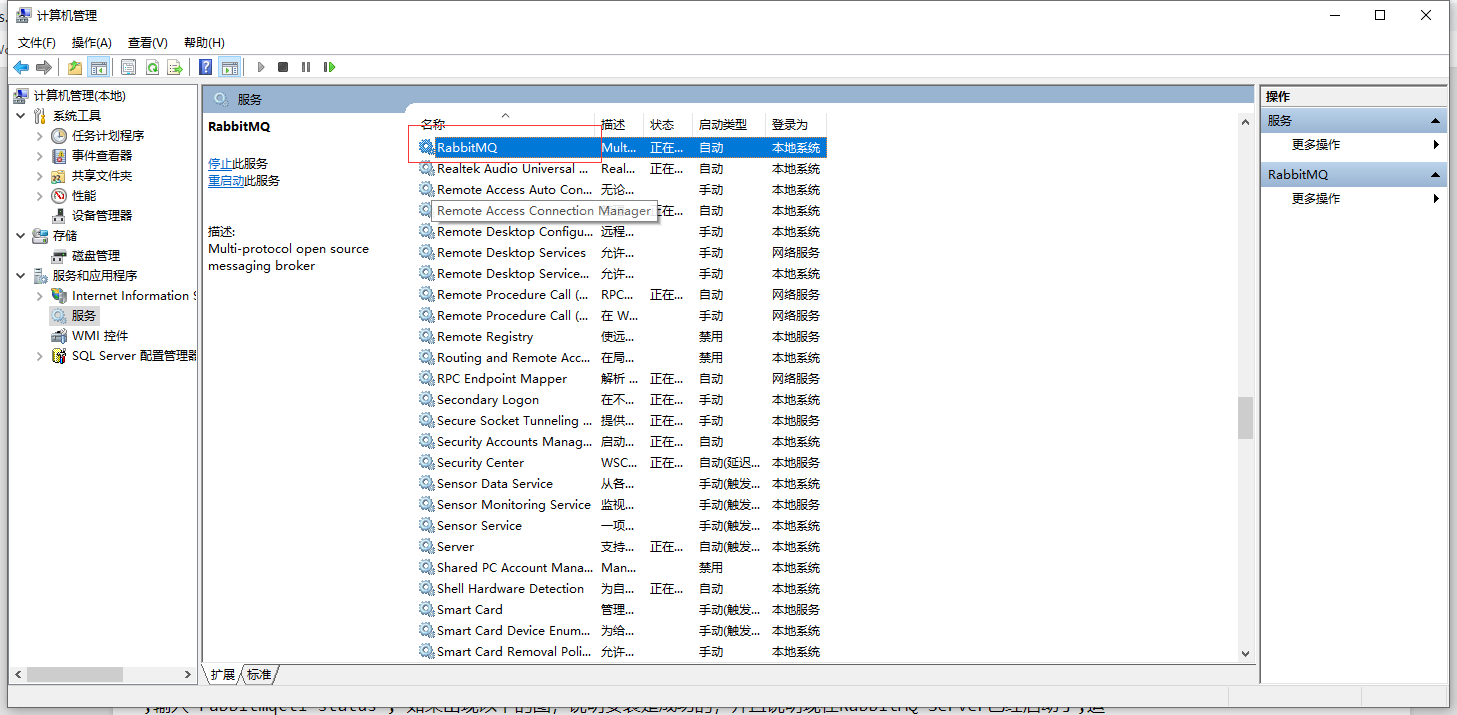 计算机管理
文件(F) 操作(A) 查看(V) 帮助(H)
计算机管理(本地)
系统工具
任务计划程序
事件查看器
共享文件夹
性能
设备管理器
存储
磁盘管理
服务和应用程序
Internet Information S
服务
WMI 控件
SQL Server 配置管理器
服务
RabbitMQ
停止此服务
重启动此服务
描述:
Multi-protocol open source
messaging broker
名称 描述 状态 启动类型 登录为
RabbitMQ Mult... 正在... 自动 本地系统
Realtek Audio Universal ... Real... 正在... 自动 本地系统
Remote Access Auto Con... 无论... 手动 本地系统
Remote Access Connection Manager 正在... 自动 本地系统
Remote Desktop Configu... 远程... 手动 本地系统
Remote Desktop Services 允许... 手动 网络服务
Remote Desktop Service... 允许... 手动 本地系统
Remote Procedure Call (... RPC... 正在... 自动 网络服务
Remote Procedure Call (... 在 W... 手动 网络服务
Remote Registry 使远... 禁用 本地服务
Routing and Remote Acc... 在局... 禁用 本地系统
RPC Endpoint Mapper 解析 ... 正在... 自动 网络服务
Secondary Logon 在不... 正在... 手动 本地系统
Secure Socket Tunneling ... 提供... 正在... 手动 本地服务
Security Accounts Manag... 启动... 正在... 自动 本地系统
Security Center WSC... 正在... 自动(延迟... 本地服务
Sensor Data Service 从各... 手动(触发... 本地系统
Sensor Monitoring Service 监视... 手动(触发... 本地服务
Sensor Service 一项... 手动(触发... 本地系统
Server 支持... 正在... 自动(触发... 本地系统
Shared PC Account Mana... Man... 禁用 本地系统
Shell Hardware Detection 为自... 正在... 自动 本地系统
Smart Card 管理... 手动(触发... 本地服务
Smart Card Device Enum... 为给... 手动(触发... 本地系统
Smart Card Removal Poli... 允许... 手动 本地系统
扩展 标准
操作
服务
更多操作
RabbitMQ
更多操作